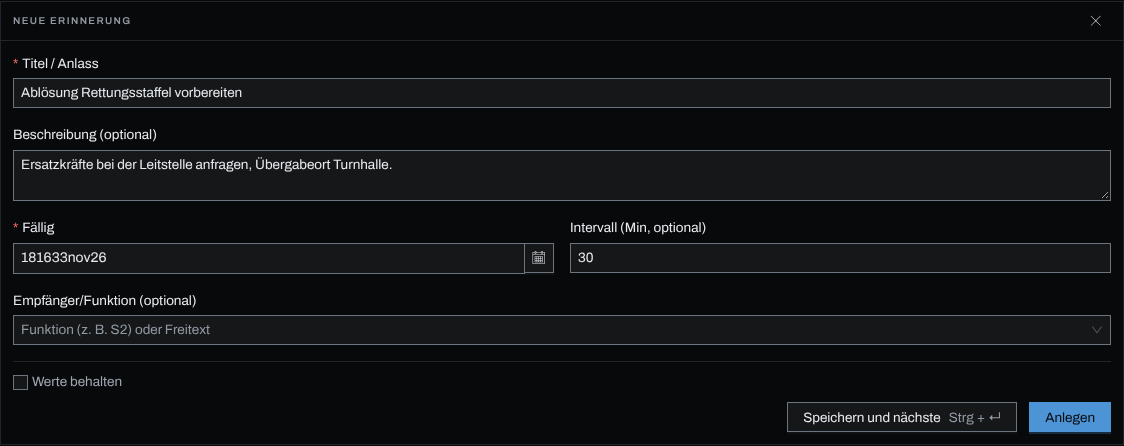 NEUE ERINNERUNG
* Titel / Anlass
Ablösung Rettungsstaffel vorbereiten
Beschreibung (optional)
Ersatzkräfte bei der Leitstelle anfragen, Übergabeort Turnhalle.
* Fällig
Intervall (Min, optional)
181633nov26
30
Empfänger/Funktion (optional)
Funktion (z. B. S2) oder Freitext
Werte behalten
Speichern und nächste Strg + ↵
Anlegen